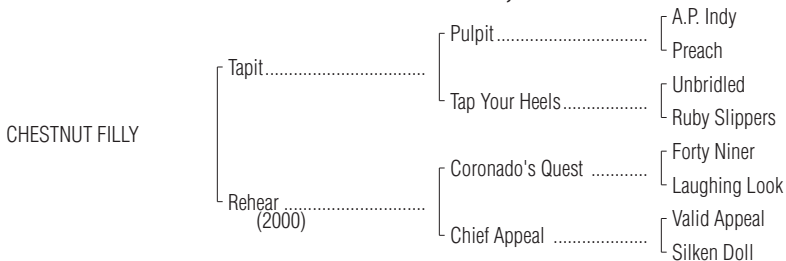 A.P. Indy
Pulpit..................................
Preach
Tapit...................................
Unbridled
Tap Your Heels...................
Ruby Slippers
CHESTNUT FILLY
Forty Niner
Coronado's Quest ............
Laughing Look
Rehear ...............................
(2000)
Valid Appeal
Chief Appeal .....................
Silken Doll